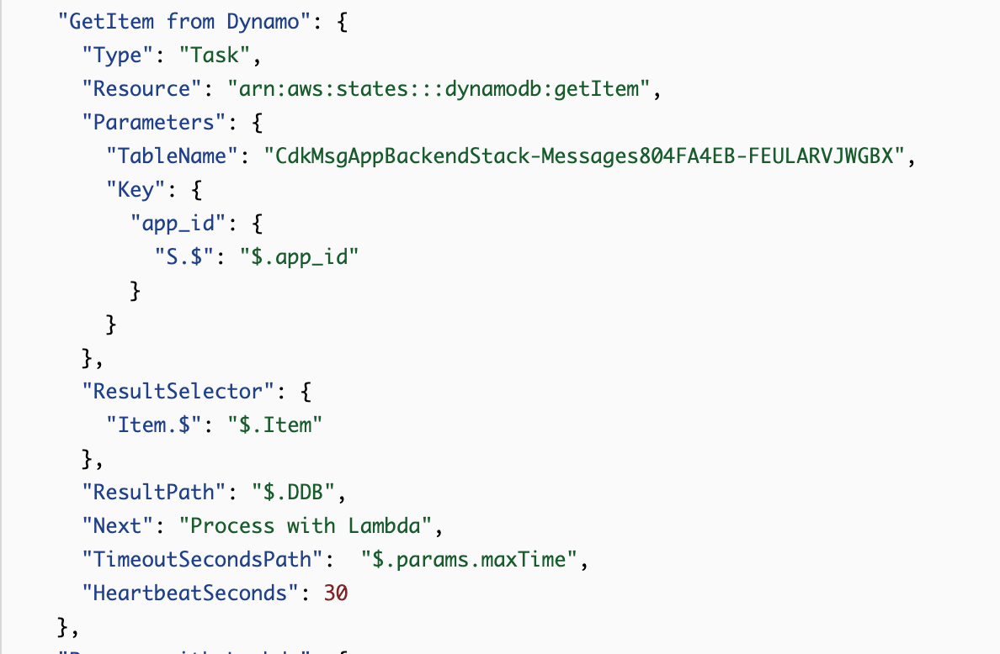 "GetItem from Dynamo": {
"Type": "Task",
"Resource": "arn:aws:states:::dynamodb:getItem",
"Parameters": {
"TableName": "CdkMsgAppBackendStack-Messages804FA4EB-FEULARVJWGBX",
"Key": {
"app_id": {
"S.$": "$.app_id"
}
}
},
"ResultSelector": {
"Item.$": "$.Item"
},
"ResultPath": "$.DDB",
"Next": "Process with Lambda",
"TimeoutSecondsPath":  "$.params.maxTime",
"HeartbeatSeconds": 30
},